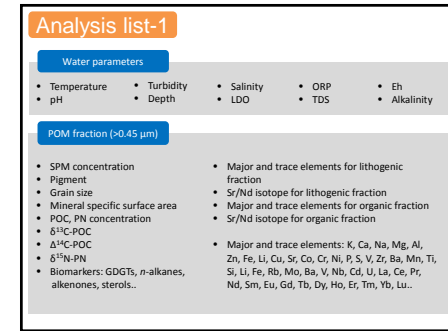 Analysis list-1
Water parameters
• Temperature • Turbidity • Salinity • ORP • Eh
• pH • Depth • LDO • TDS • Alkalinity
POM fraction (>0.45 μm)
• SPM concentration
• Pigment
• Grain size
• Mineral specific surface area
• POC, PN concentration
• δ¹³C-POC
• Δ¹⁴C-POC
• δ¹⁵N-PN
• Biomarkers: GDGTs, n-alkanes,
alkenones, sterols..
• Major and trace elements for lithogenic
fraction
• Sr/Nd isotope for lithogenic fraction
• Major and trace elements for organic fraction
• Sr/Nd isotope for organic fraction
• Major and trace elements: K, Ca, Na, Mg, Al,
Zn, Fe, Li, Cu, Sr, Co, Cr, Ni, P, S, V, Zr, Ba, Mn, Ti,
Si, Li, Fe, Rb, Mo, Ba, V, Nb, Cd, U, La, Ce, Pr,
Nd, Sm, Eu, Gd, Tb, Dy, Ho, Er, Tm, Yb, Lu..